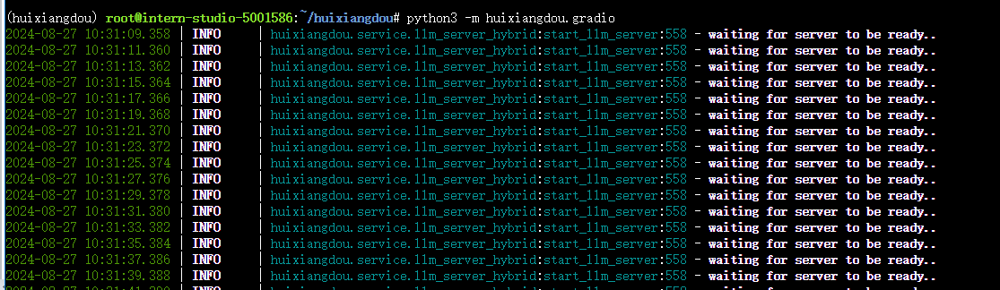 (huixiangdou) root@intern-studio-5001586:~/huixiangdou# python3 -m huixiangdou.gradio
2024-08-27 10:31:09.358 | INFO     | huixiangdou.service.llm_server_hybrid:start_llm_server:558 - waiting for server to be ready..
2024-08-27 10:31:11.360 | INFO     | huixiangdou.service.llm_server_hybrid:start_llm_server:558 - waiting for server to be ready..
2024-08-27 10:31:13.362 | INFO     | huixiangdou.service.llm_server_hybrid:start_llm_server:558 - waiting for server to be ready..
2024-08-27 10:31:15.364 | INFO     | huixiangdou.service.llm_server_hybrid:start_llm_server:558 - waiting for server to be ready..
2024-08-27 10:31:17.366 | INFO     | huixiangdou.service.llm_server_hybrid:start_llm_server:558 - waiting for server to be ready..
2024-08-27 10:31:19.368 | INFO     | huixiangdou.service.llm_server_hybrid:start_llm_server:558 - waiting for server to be ready..
2024-08-27 10:31:21.370 | INFO     | huixiangdou.service.llm_server_hybrid:start_llm_server:558 - waiting for server to be ready..
2024-08-27 10:31:23.372 | INFO     | huixiangdou.service.llm_server_hybrid:start_llm_server:558 - waiting for server to be ready..
2024-08-27 10:31:25.374 | INFO     | huixiangdou.service.llm_server_hybrid:start_llm_server:558 - waiting for server to be ready..
2024-08-27 10:31:27.376 | INFO     | huixiangdou.service.llm_server_hybrid:start_llm_server:558 - waiting for server to be ready..
2024-08-27 10:31:29.378 | INFO     | huixiangdou.service.llm_server_hybrid:start_llm_server:558 - waiting for server to be ready..
2024-08-27 10:31:31.380 | INFO     | huixiangdou.service.llm_server_hybrid:start_llm_server:558 - waiting for server to be ready..
2024-08-27 10:31:33.382 | INFO     | huixiangdou.service.llm_server_hybrid:start_llm_server:558 - waiting for server to be ready..
2024-08-27 10:31:35.384 | INFO     | huixiangdou.service.llm_server_hybrid:start_llm_server:558 - waiting for server to be ready..
2024-08-27 10:31:37.386 | INFO     | huixiangdou.service.llm_server_hybrid:start_llm_server:558 - waiting for server to be ready..
2024-08-27 10:31:39.388 | INFO     | huixiangdou.service.llm_server_hybrid:start_llm_server:558 - waiting for server to be ready..